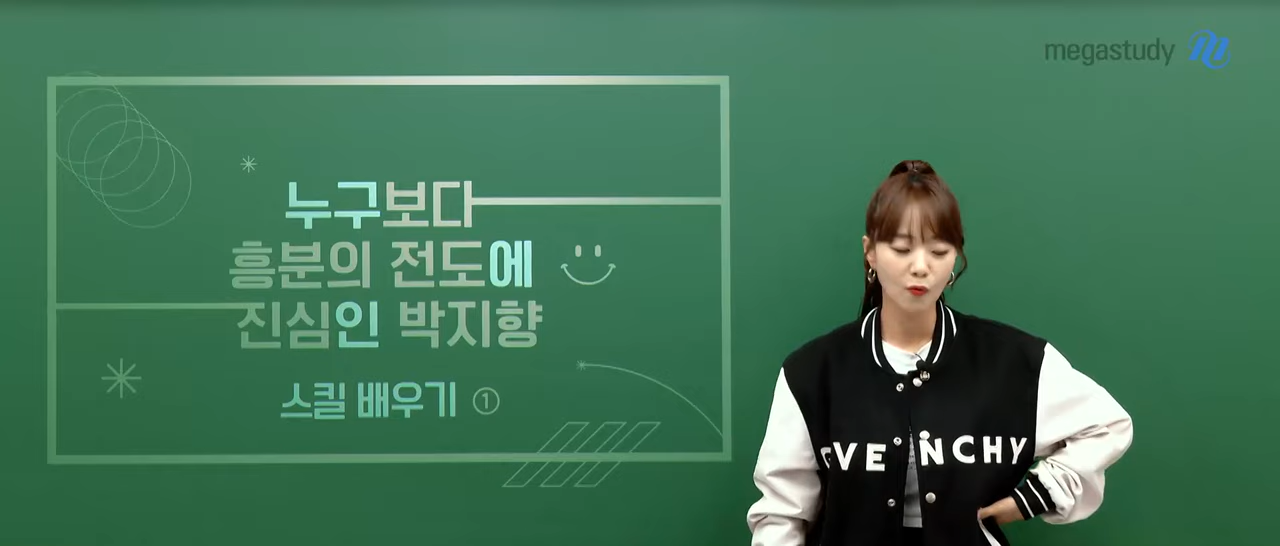 megastudy
누구보다
흥분의 전도에
진심인 박지향
스킬 배우기 ①
GVENCHY